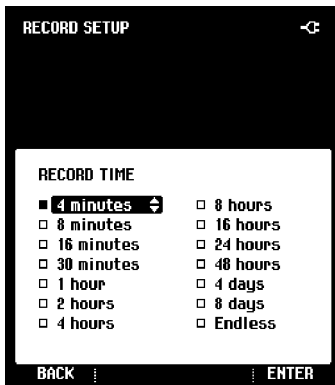 RECORD SETUP
RECORD TIME
4 minutes
8 minutes
16 minutes
30 minutes
1 hour
2 hours
4 hours
8 hours
16 hours
24 hours
48 hours
4 days
8 days
Endless
BACK
ENTER